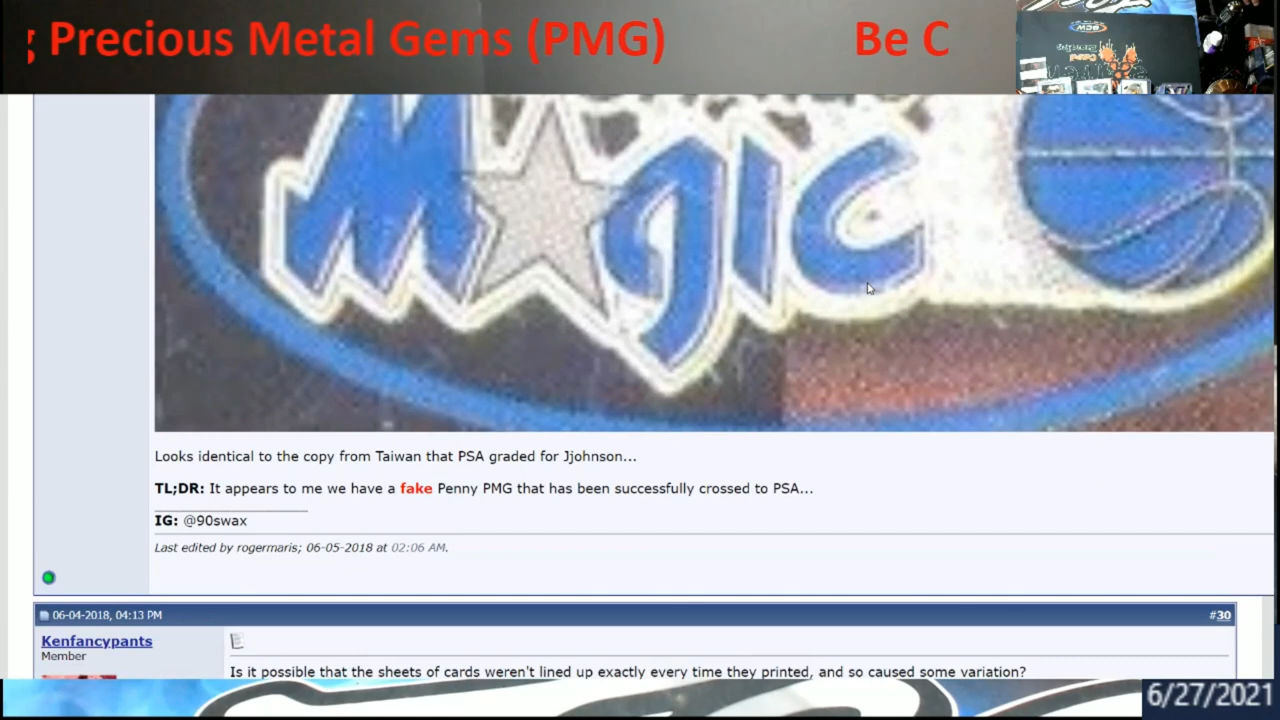 g Precious Metal Gems (PMG) Be C
Magic
Looks identical to the copy from Taiwan that PSA graded for Jjohnson...
TL;DR: It appears to me we have a fake Penny PMG that has been successfully crossed to PSA...
IG: @90swax
Last edited by rogermaris; 06-05-2018 at 02:06 AM.
06-04-2018, 04:13 PM #30
Kenfancypants
Member
Is it possible that the sheets of cards weren't lined up exactly every time they printed, and so caused some variation?
6/27/2021